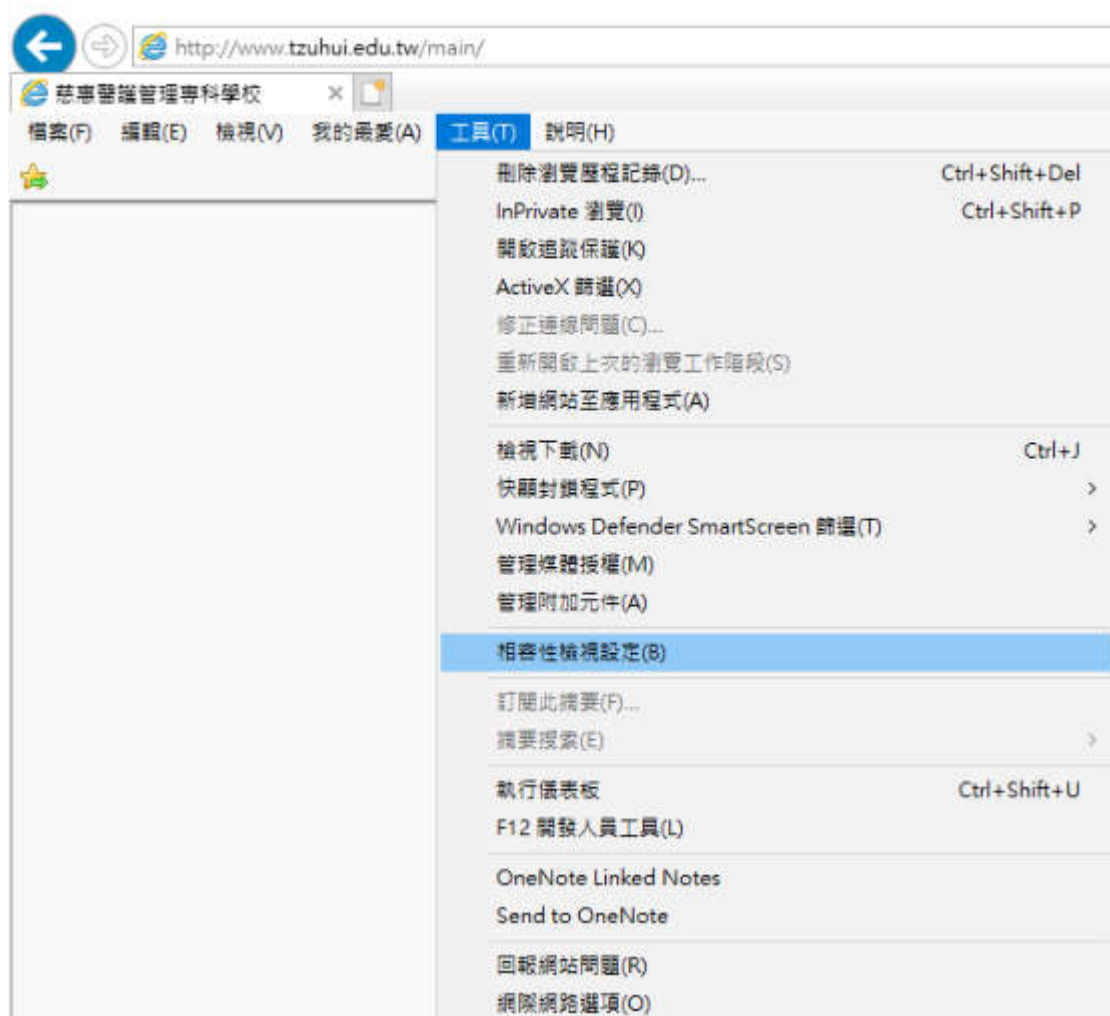 http://www.tzuhui.edu.tw/main/
慈惠醫護管理專科學校
檔案(F) 編輯(E) 檢視(V) 我的最愛(A) 工具(T) 說明(H)
刪除瀏覽歷程記錄(D)... Ctrl+Shift+Del
InPrivate 瀏覽(I) Ctrl+Shift+P
開啟追蹤保護(K)
ActiveX 篩選(X)
修正連線問題(C)...
重新開啟上次的瀏覽工作階段(S)
新增網站至應用程式(A)
檢視下載(N) Ctrl+J
快顯封鎖程式(P)
Windows Defender SmartScreen 篩選(T)
管理媒體授權(M)
管理附加元件(A)
相容性檢視設定(B)
訂閱此摘要(F)...
摘要探索(E)
執行儀表板 Ctrl+Shift+U
F12 開發人員工具(L)
OneNote Linked Notes
Send to OneNote
回報網站問題(R)
網際網路選項(O)